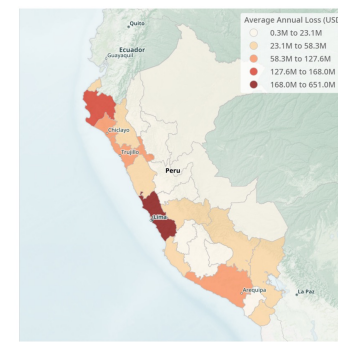 Quito
Ecuador
Guayaquil
Average Annual Loss (USD
0.3M to 23.1M
23.1M to 58.3M
58.3M to 127.6M
127.6M to 168.0M
168.0M to 651.0M
Chiclayo
Trujillo
Peru
Lima
Arequipa
La Paz